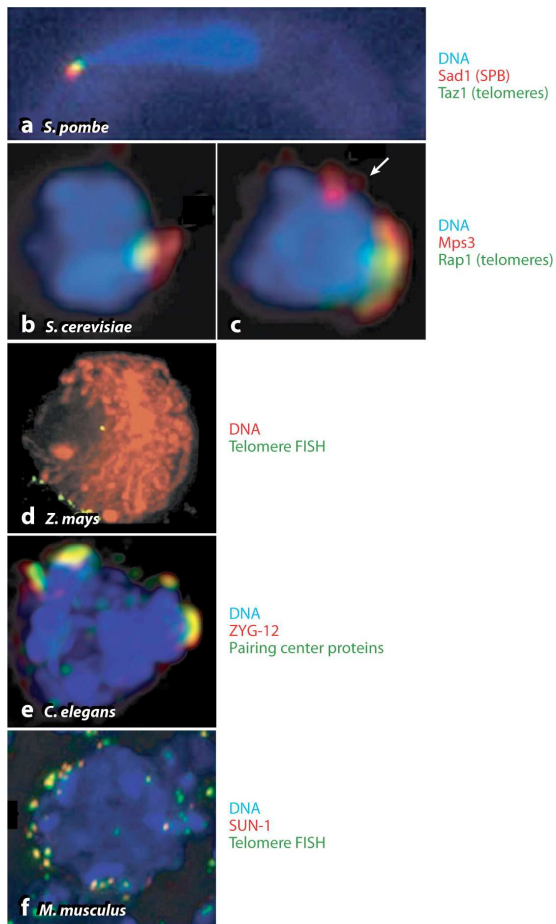 DNA
Sad1 (SPB)
Taz1 (telomeres)
a S. pombe
DNA
Mps3
Rap1 (telomeres)
b S. cerevisiae
c
DNA
Telomere FISH
d Z. mays
DNA
ZYG-12
Pairing center proteins
e C. elegans
DNA
SUN-1
Telomere FISH
f M. musculus